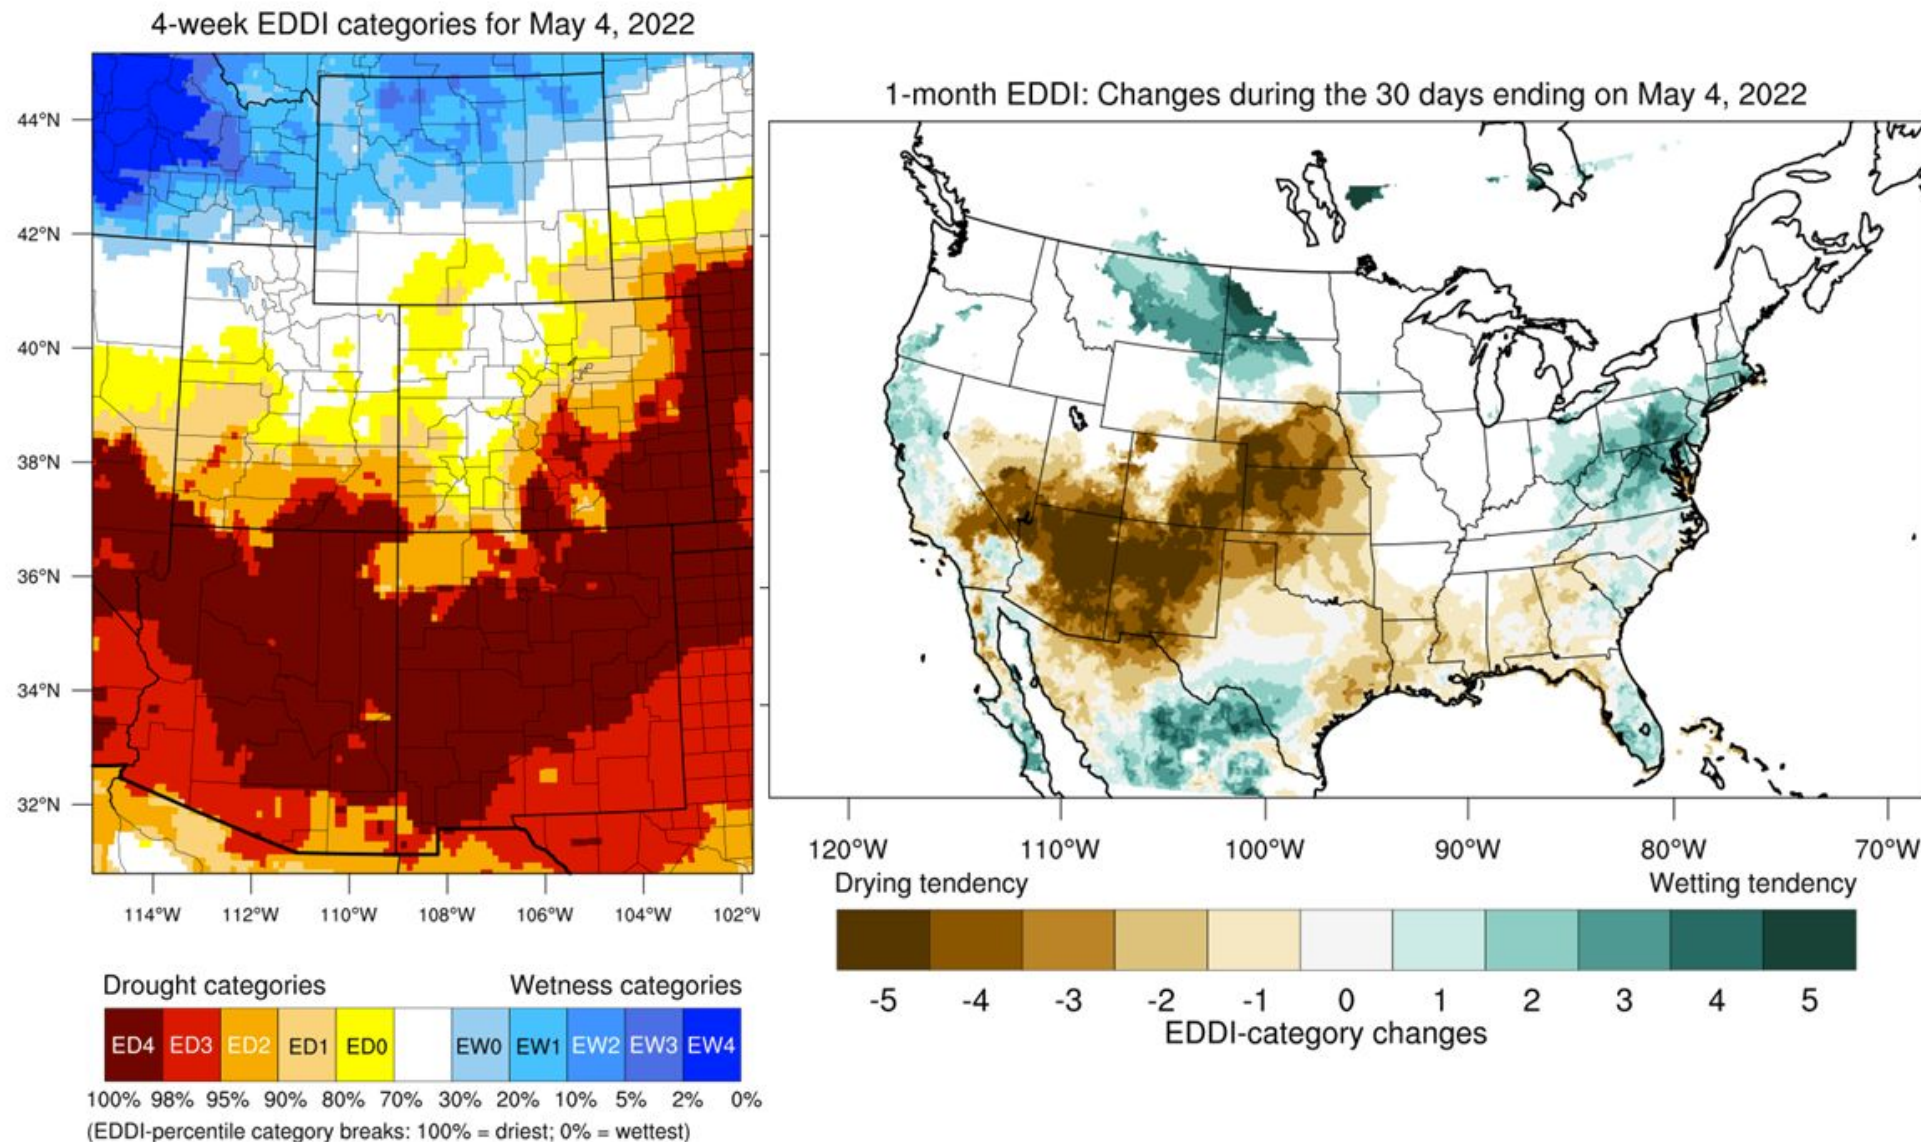 4-week EDDI categories for May 4, 2022
44°N
42°N
40°N
38°N
36°N
34°N
32°N
114°W 112°W 110°W 108°W 106°W 104°W 102°W
Drought categories Wetness categories
ED4 ED3 ED2 ED1 ED0 EW0 EW1 EW2 EW3 EW4
100% 98% 95% 90% 80% 70% 30% 20% 10% 5% 2% 0%
(EDDI-percentile category breaks: 100% = driest; 0% = wettest)
1-month EDDI: Changes during the 30 days ending on May 4, 2022
120°W 110°W 100°W 90°W 80°W 70°W
Drying tendency Wetting tendency
-5 -4 -3 -2 -1 0 1 2 3 4 5
EDDI-category changes